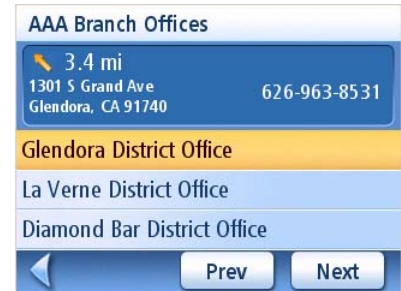 AAA Branch Offices
3.4 mi
1301 S Grand Ave
Glendora, CA 91740
626-963-8531
Glendora District Office
La Verne District Office
Diamond Bar District Office
Prev
Next